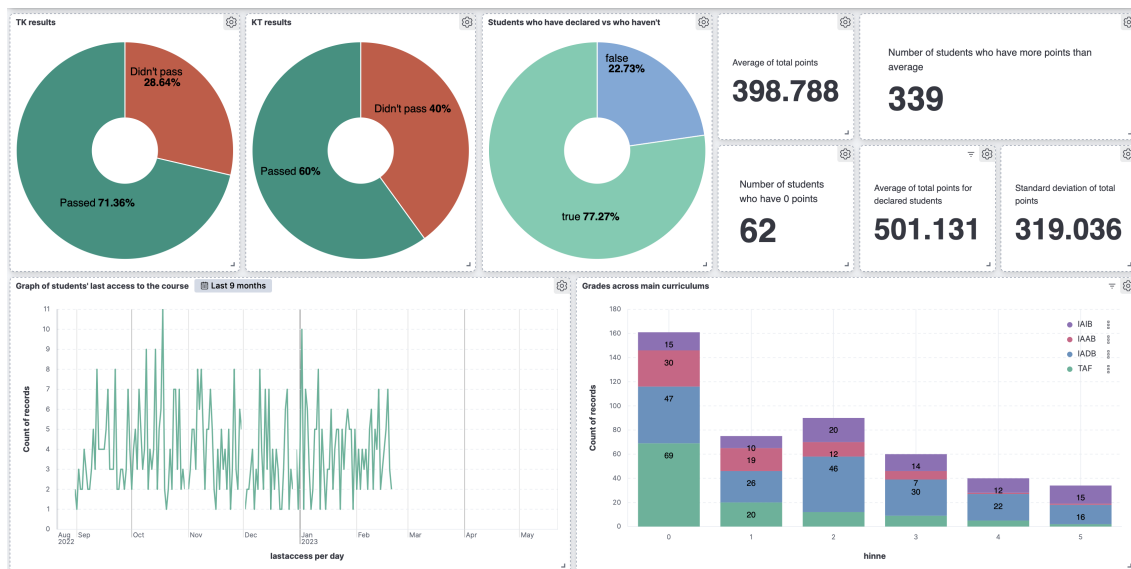 TK results
Didn't pass
28.64%
Passed 71.36%
KT results
Didn't pass 40%
Passed 60%
Students who have declared vs who haven't
false
22.73%
true 77.27%
Average of total points
398.788
Number of students who have more points than
average
339
Number of students
who have 0 points
62
Average of total points for
declared students
501.131
Standard deviation of total
points
319.036
Graph of students' last access to the course
Last 9 months
Count of records
11
10
9
8
7
6
5
4
3
2
1
0
Aug Sep Oct Nov Dec Jan Feb Mar Apr May
2022 2023
lastaccess per day
Grades across main curriculums
Count of records
180
160
140
120
100
80
60
40
20
0
15
30
47
69
10
19
26
20
20
12
46
14
7
30
12
22
15
16
IAIB
IAAB
IADB
TAF
0 1 2 3 4 5
hinne